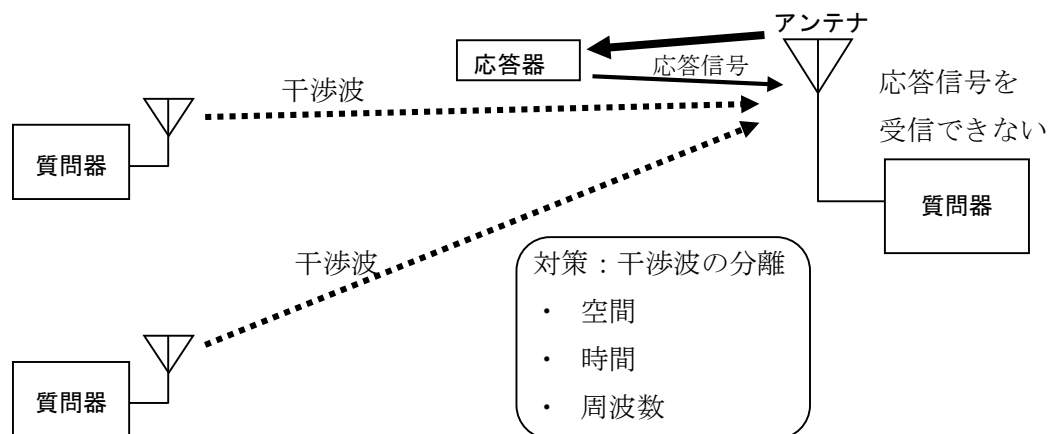 アンテナ
応答器
応答信号
干渉波
応答信号を
受信できない
質問器
質問器
干渉波
対策：干渉波の分離
・ 空間
・ 時間
・ 周波数
質問器